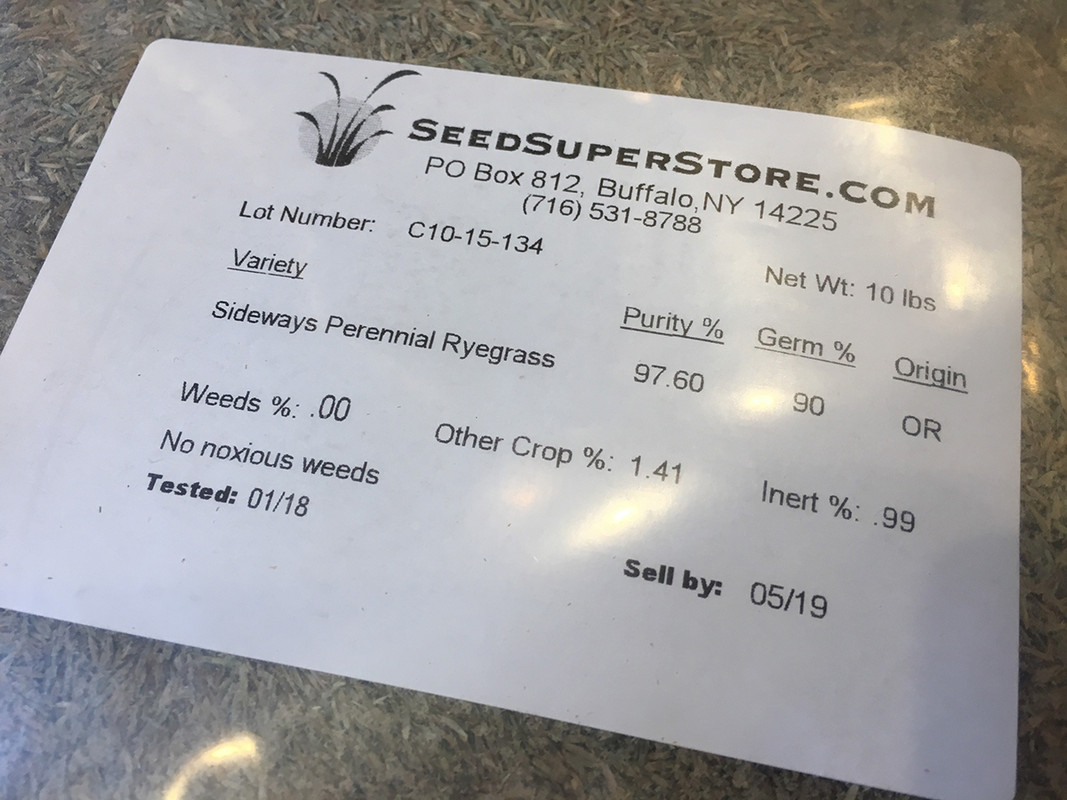 SEEDSUPERSTORE.COM
PO Box 812, Buffalo, NY 14225
(716) 531-8788
Lot Number: C10-15-134
Net Wt: 10 lbs
Variety Purity % Germ % Origin
Sideways Perennial Ryegrass 97.60 90 OR
Weeds %: .00 Other Crop %: 1.41 Inert %: .99
No noxious weeds
Tested: 01/18 Sell by: 05/19